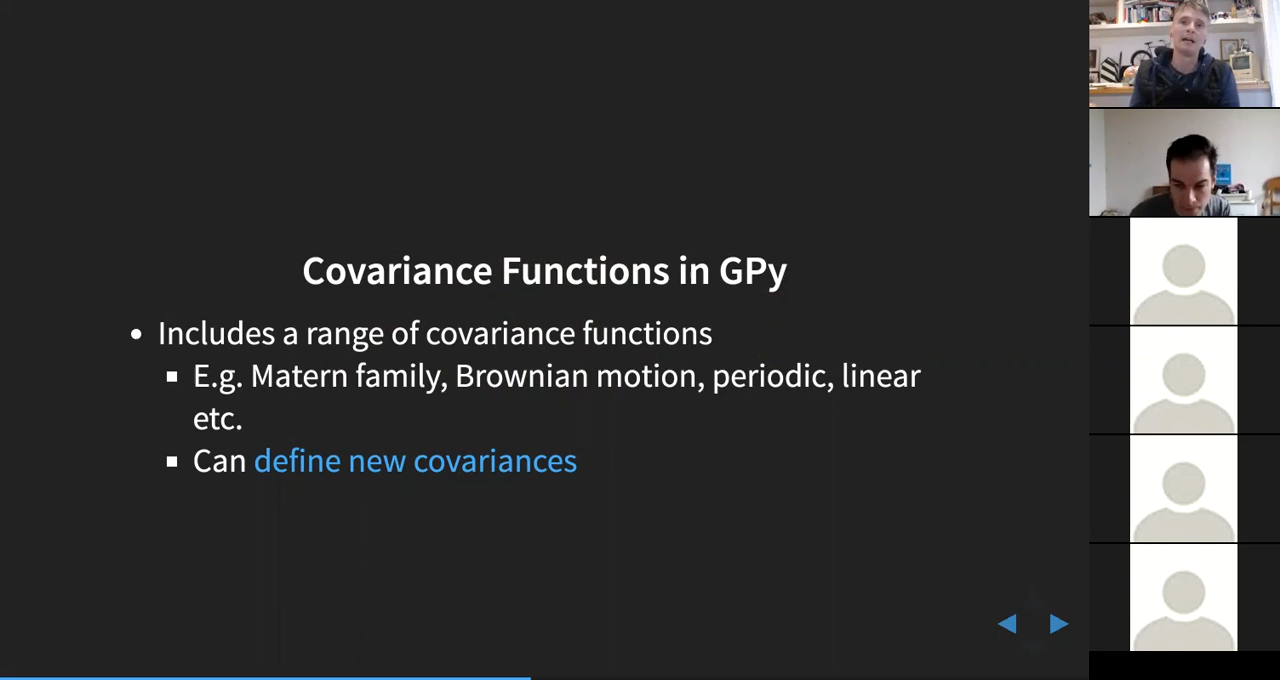 Covariance Functions in GPy
• Includes a range of covariance functions
▪ E.g. Matern family, Brownian motion, periodic, linear
etc.
▪ Can define new covariances